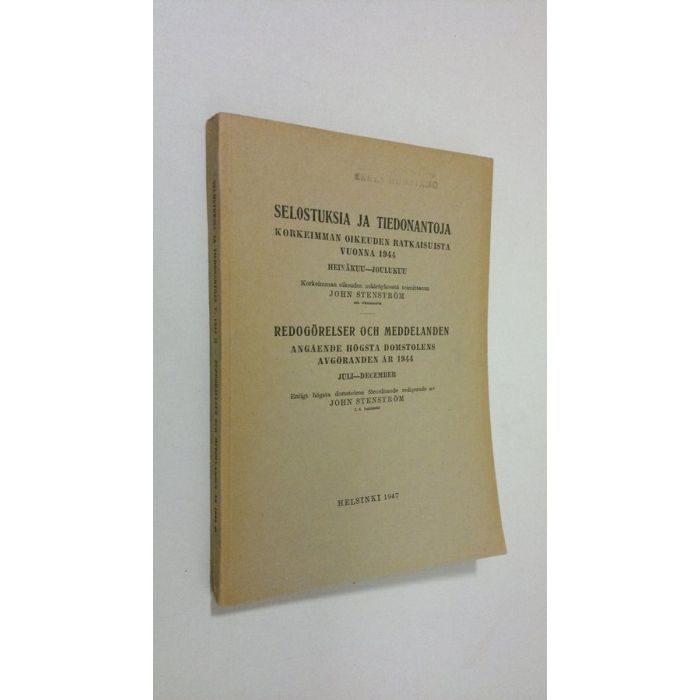 SELOSTUKSIA JA TIEDONANTOJA
KORKEIMMAN OIKEUDEN RATKAISUISTA
VUONNA 1944
HEINÄKUU—JOULUKUU
Korkeimman oikeuden määräyksestä toimittanut
JOHN STENSTRÖM
REDOGÖRELSER OCH MEDDELANDEN
ANGÅENDE HÖGSTA DOMSTOLENS
AVGÖRANDEN ÅR 1944
JULI—DECEMBER
Enligt högsta domstolens förordnande redigerade av
JOHN STENSTRÖM
HELSINKI 1947